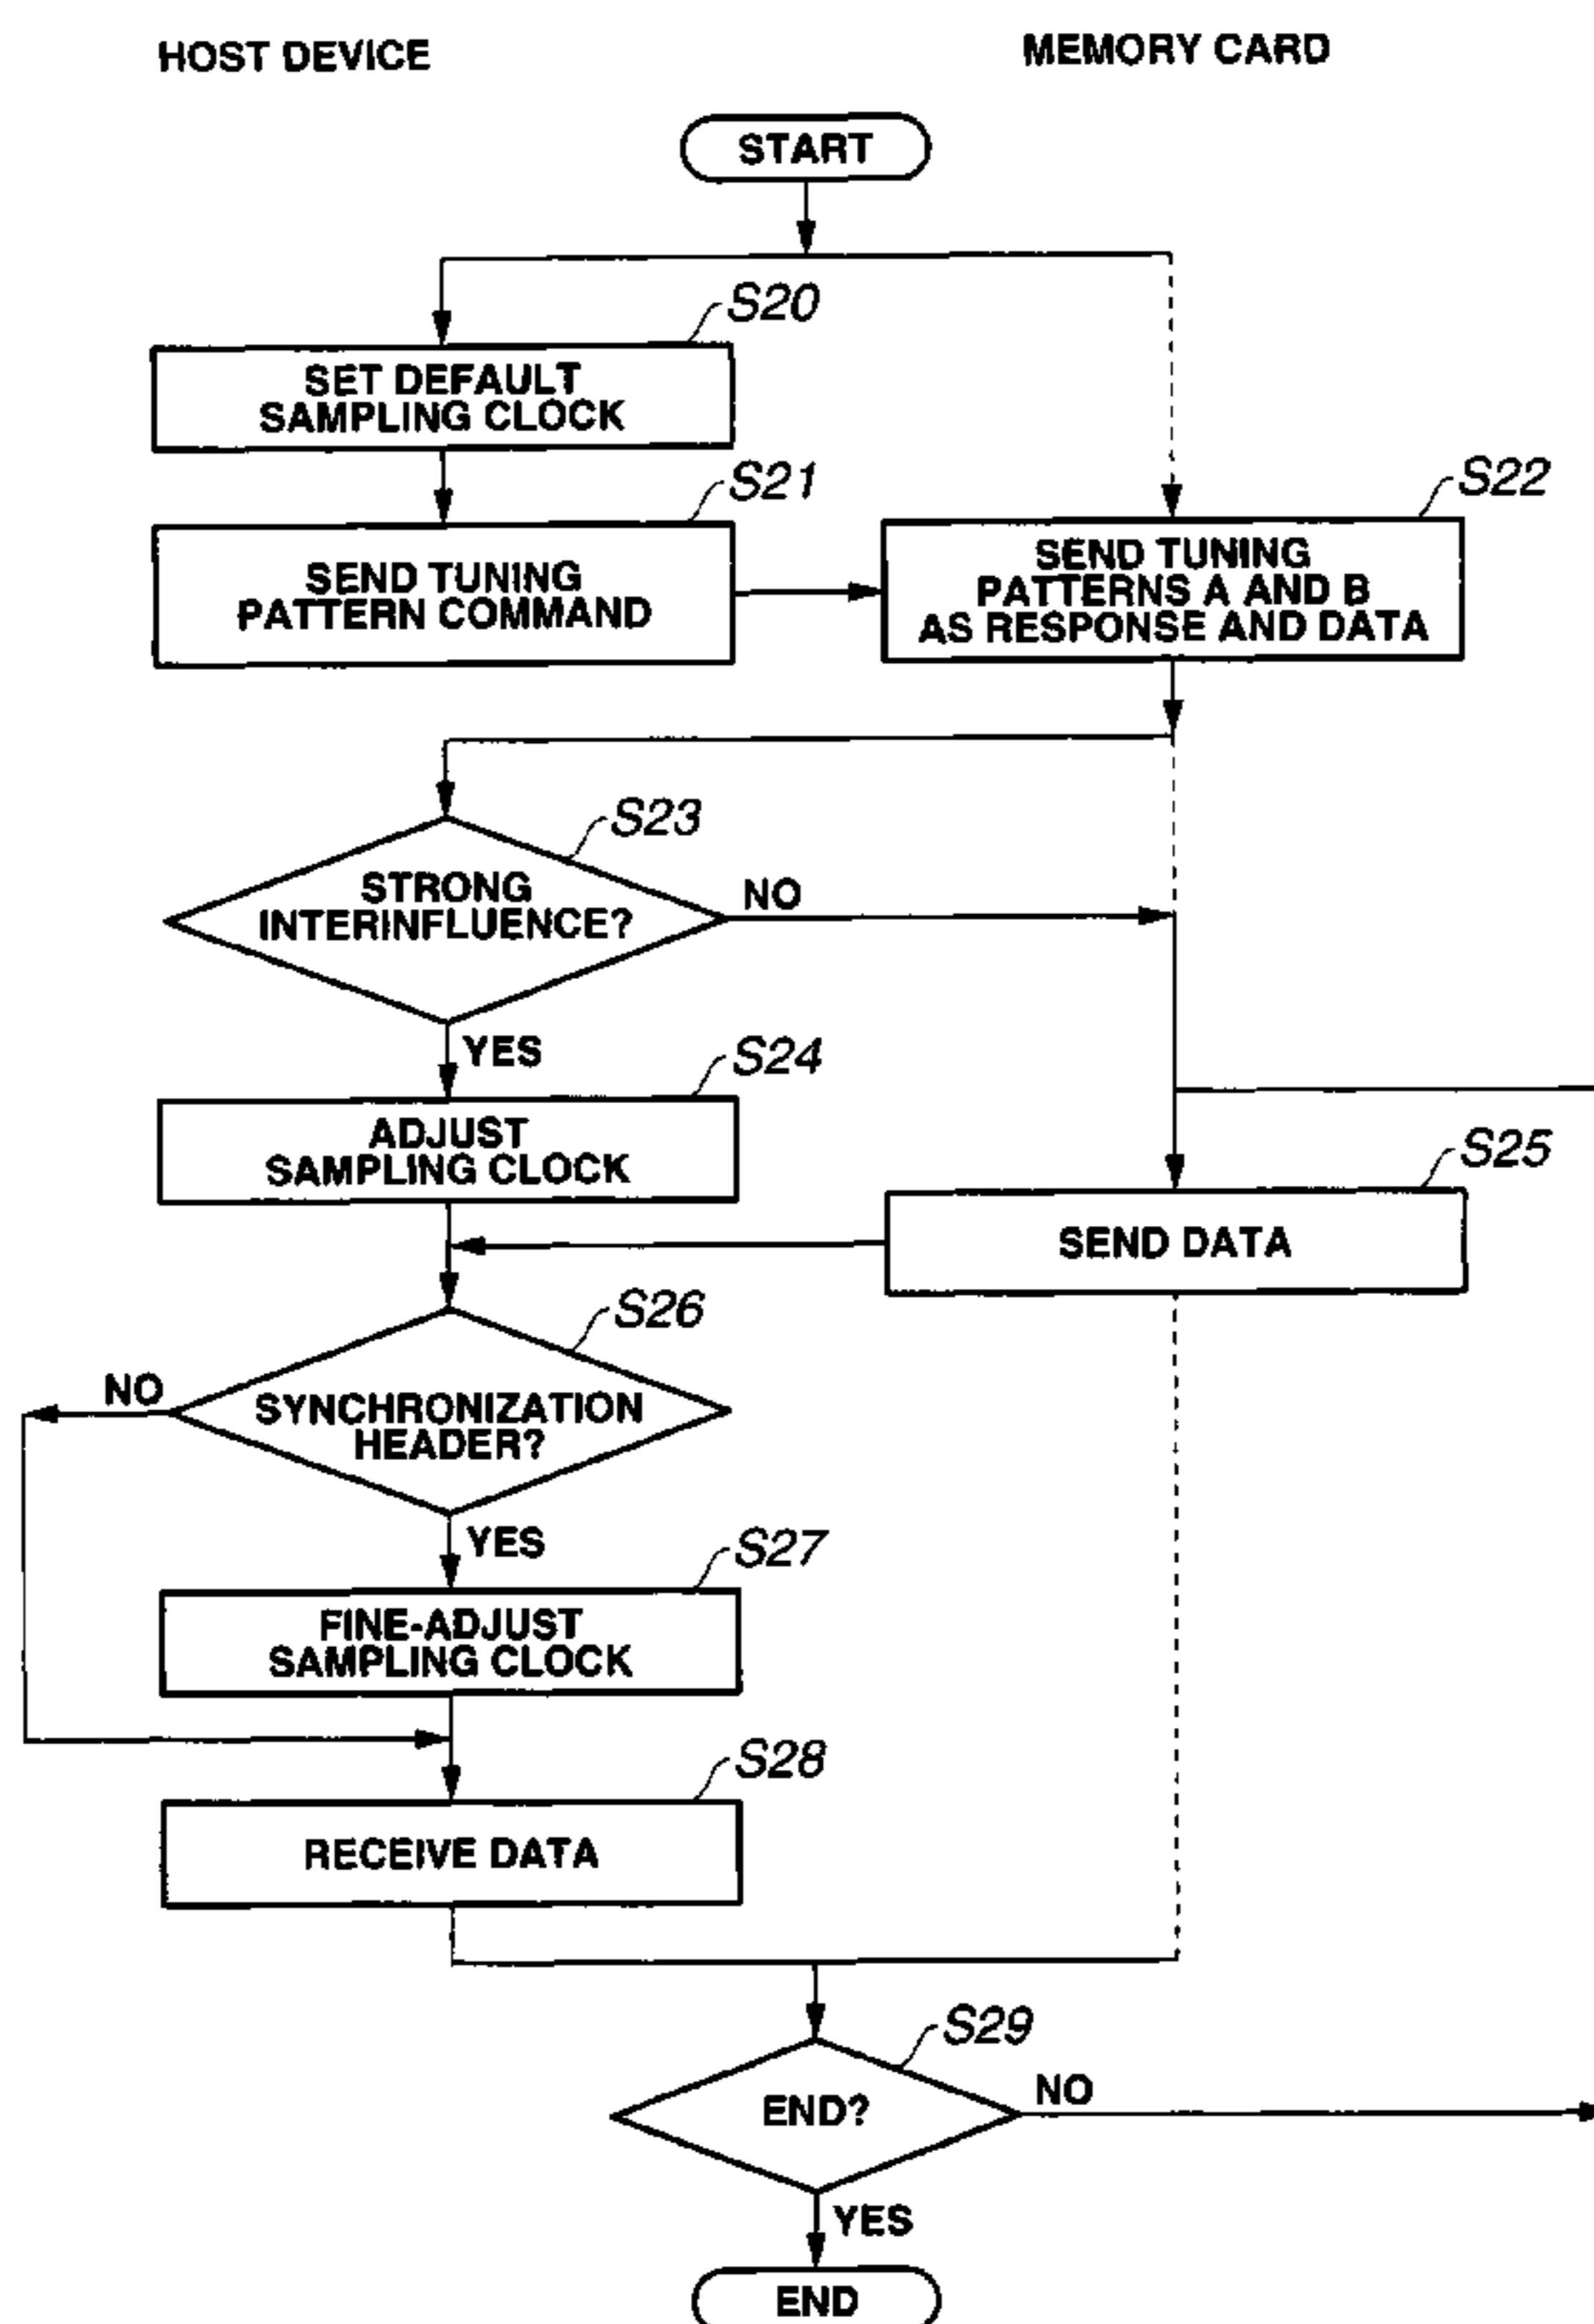 HOST DEVICE
MEMORY CARD
START
S20
SET DEFAULT
SAMPLING CLOCK
S21
SEND TUNING
PATTERN COMMAND
S22
SEND TUNING
PATTERNS A AND B
AS RESPONSE AND DATA
S23
STRONG
INTERINFLUENCE?
NO
YES
S24
ADJUST
SAMPLING CLOCK
S25
SEND DATA
S26
SYNCHRONIZATION
HEADER?
NO
YES
S27
FINE-ADJUST
SAMPLING CLOCK
S28
RECEIVE DATA
S29
END?
NO
YES
END